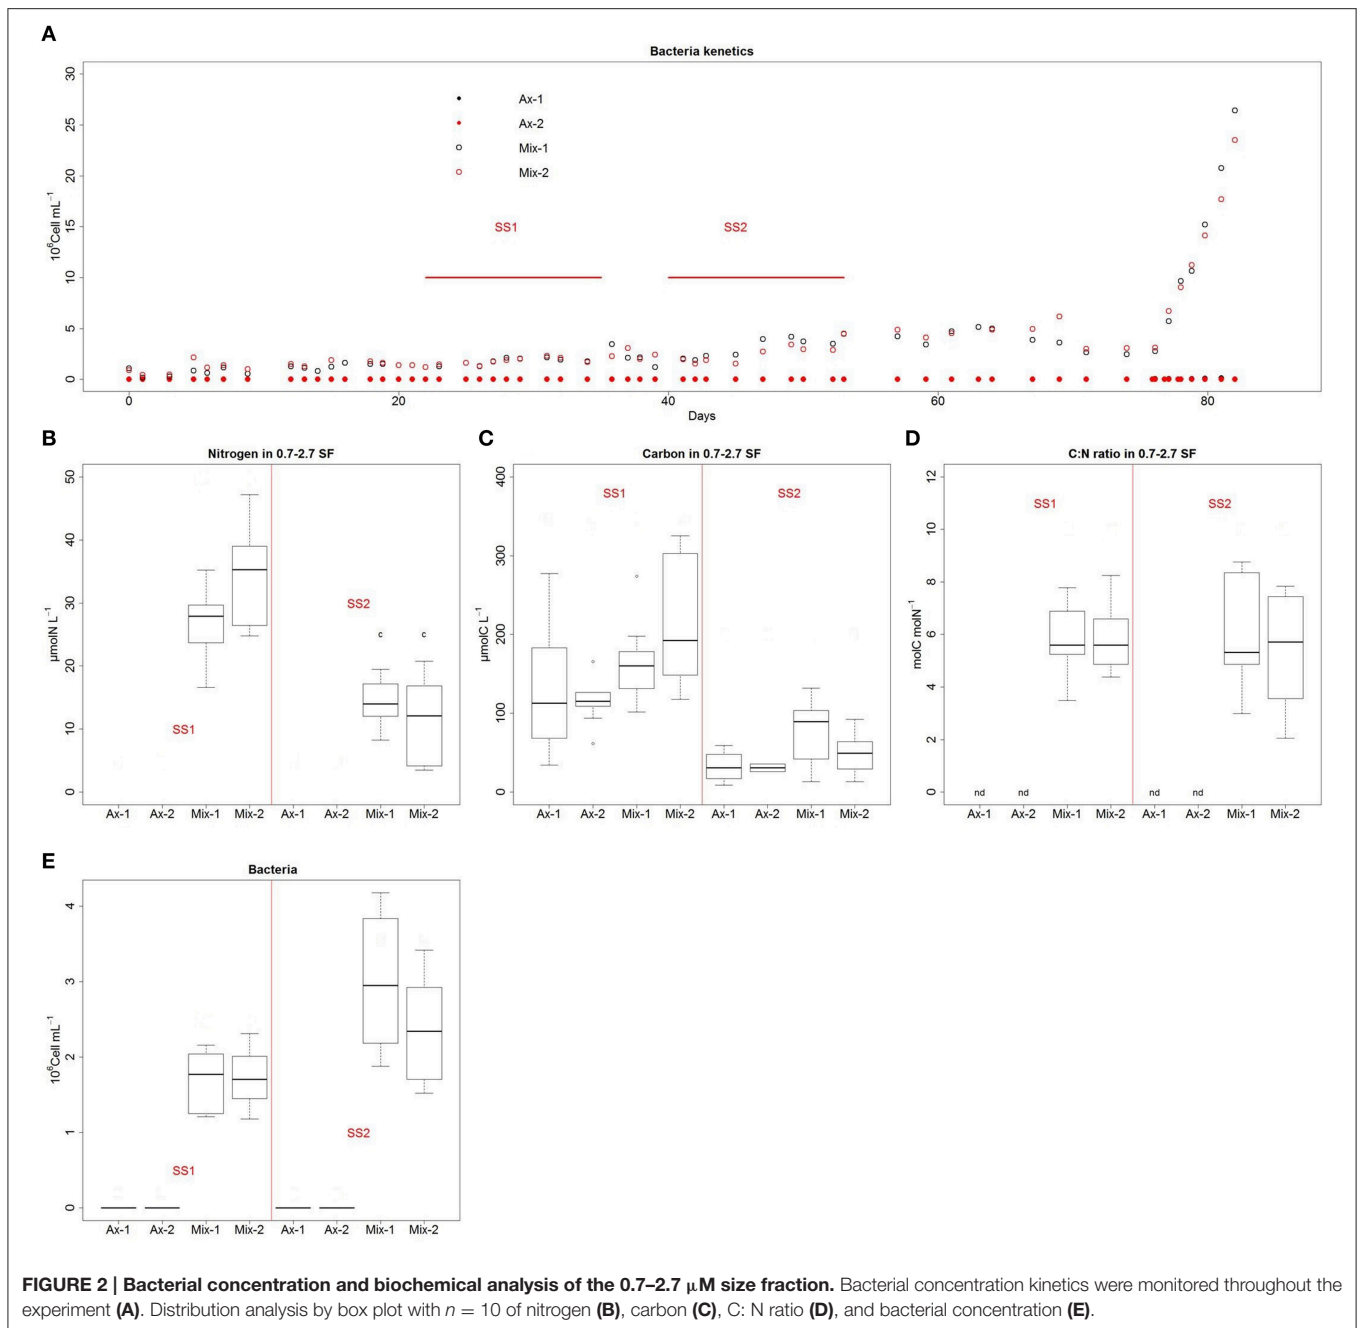 A
Bacteria kenetics
30
25
20
15
10
5
0
10⁶Cell mL⁻¹
Ax-1
Ax-2
Mix-1
Mix-2
SS1
SS2
0 20 40 60 80
Days
B
Nitrogen in 0.7-2.7 SF
50
40
30
20
10
0
µmolN L⁻¹
SS1
SS2
c c
Ax-1 Ax-2 Mix-1 Mix-2 Ax-1 Ax-2 Mix-1 Mix-2
C
Carbon in 0.7-2.7 SF
400
300
200
100
0
µmolC L⁻¹
SS1
SS2
Ax-1 Ax-2 Mix-1 Mix-2 Ax-1 Ax-2 Mix-1 Mix-2
D
C:N ratio in 0.7-2.7 SF
12
10
8
6
4
2
0
molC molN⁻¹
SS1
SS2
nd nd nd nd
Ax-1 Ax-2 Mix-1 Mix-2 Ax-1 Ax-2 Mix-1 Mix-2
E
Bacteria
4
3
2
1
0
10⁶Cell mL⁻¹
SS1
SS2
Ax-1 Ax-2 Mix-1 Mix-2 Ax-1 Ax-2 Mix-1 Mix-2
FIGURE 2 | Bacterial concentration and biochemical analysis of the 0.7–2.7 µM size fraction. Bacterial concentration kinetics were monitored throughout the
experiment (A). Distribution analysis by box plot with n = 10 of nitrogen (B), carbon (C), C: N ratio (D), and bacterial concentration (E).